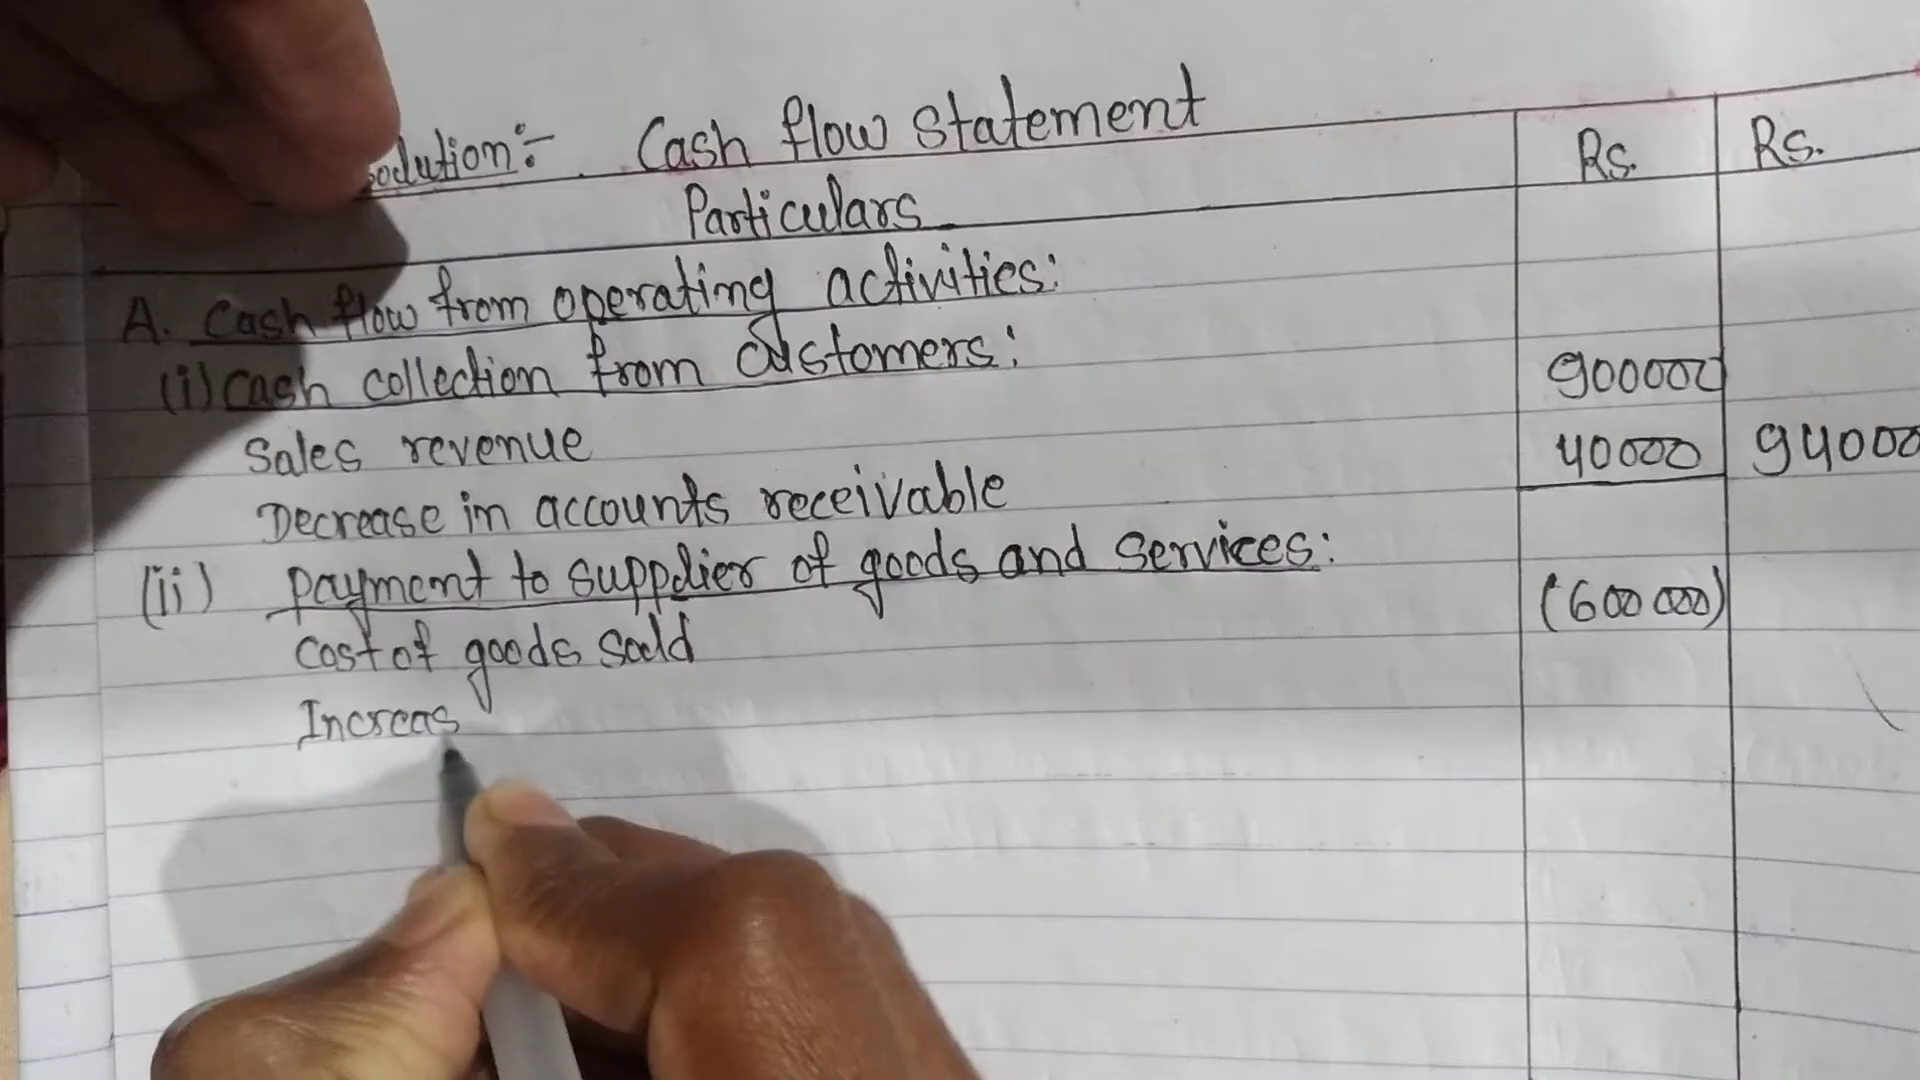 Solution:- Cash flow statement Rs. Rs.
Particulars
A. Cash flow from operating activities:
(i) Cash collection from customers:
Sales revenue 900000
Decrease in accounts receivable 40000 94000
(ii) Payment to supplier of goods and services:
Cost of goods sold (600000)
Increas